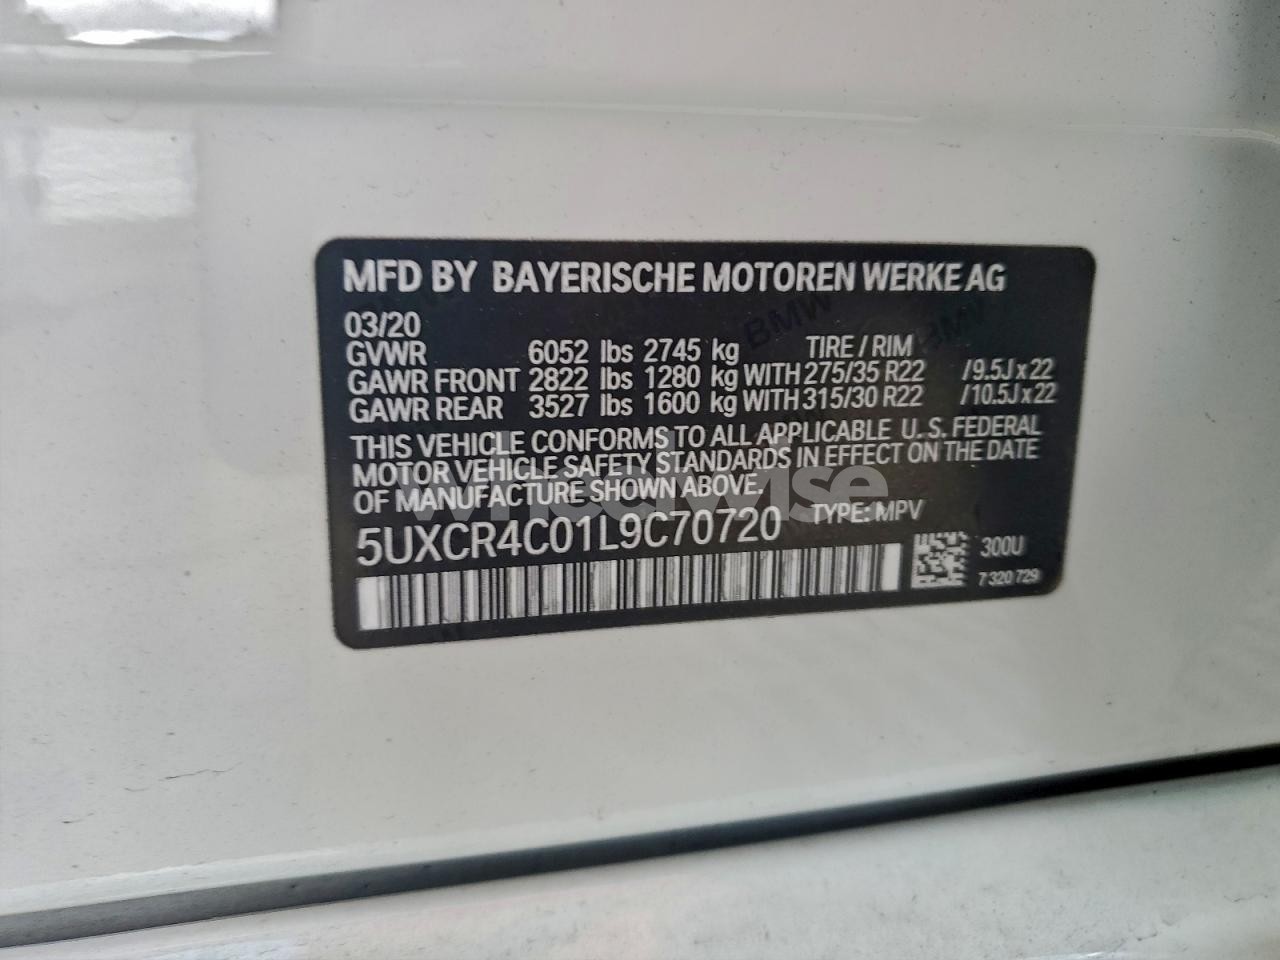 MFD BY BAYERISCHE MOTOREN WERKE AG
03/20
GVWR 6052 lbs 2745 kg TIRE / RIM
GAWR FRONT 2822 lbs 1280 kg WITH 275/35 R22 /9.5J x 22
GAWR REAR 3527 lbs 1600 kg WITH 315/30 R22 /10.5J x 22
THIS VEHICLE CONFORMS TO ALL APPLICABLE U.S. FEDERAL
MOTOR VEHICLE SAFETY STANDARDS IN EFFECT ON THE DATE
OF MANUFACTURE SHOWN ABOVE.
wheelwise
5UXCR4C01L9C70720 TYPE: MPV
300U
7 320 729
BMW
BMW